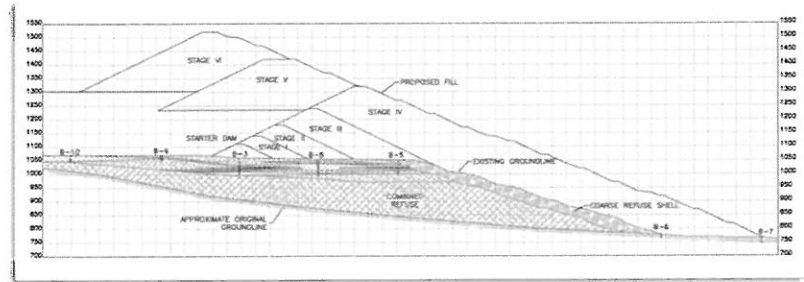 1550
1500
1450
1400
1350
1300
1250
1200
1150
1100
1050
1000
950
900
850
800
750
700
STAGE VI
STAGE V
PROPOSED FILL
STAGE IV
STAGE III
STARTER DAM
STAGE II
STAGE I
B-10
B-9
B-3
B-5
EXISTING GROUNDLINE
COMBINED
REFUSE
COARSE REFUSE SHELL
APPROXIMATE ORIGINAL
GROUNDLINE
B-7
1550
1500
1450
1400
1350
1300
1250
1200
1150
1100
1050
1000
950
900
850
800
750
700